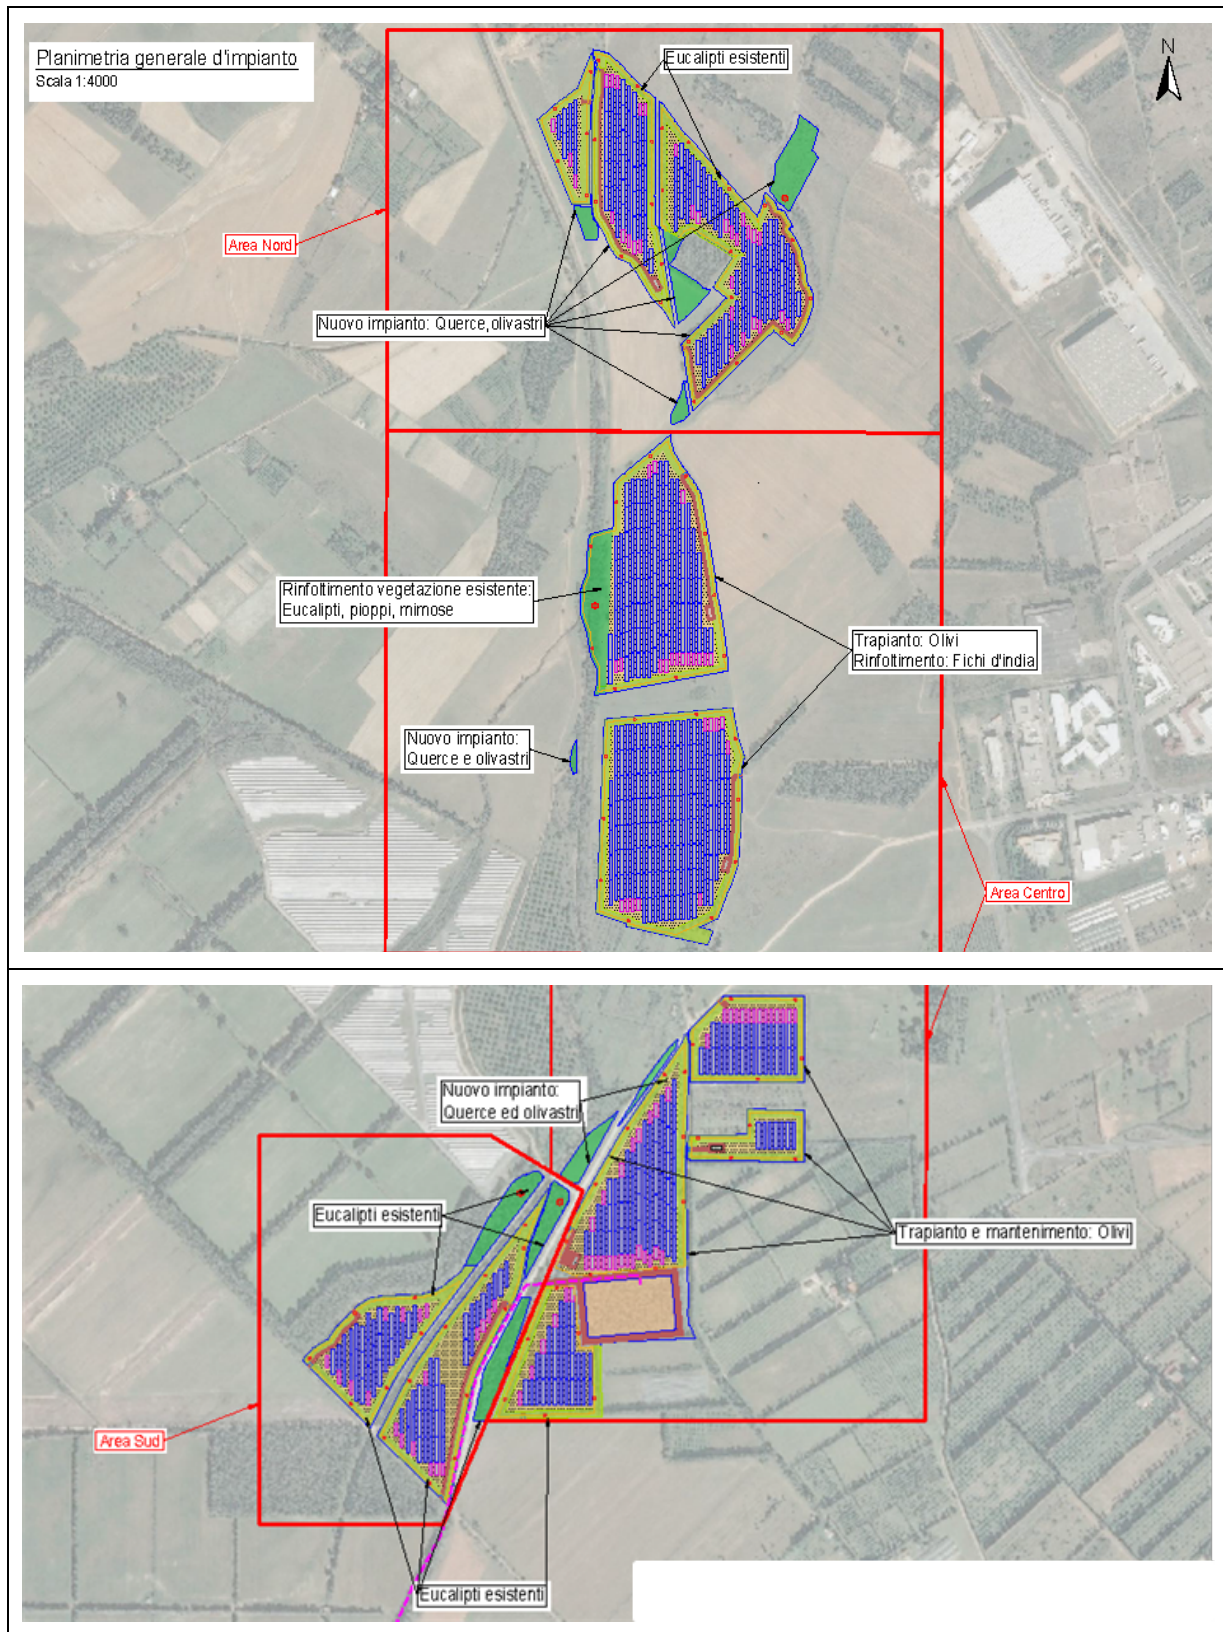 Planimetria generale d'impianto
Scala 1:4000
N
Eucalipti esistenti
Area Nord
Nuovo impianto: Querce,olivastri
Rinfoltimento vegetazione esistente:
Eucalipti, pioppi, mimose
Trapianto: Olivi
Rinfoltimento: Fichi d'india
Nuovo impianto:
Querce e olivastri
Area Centro
Nuovo impianto:
Querce ed olivastri
Eucalipti esistenti
Trapianto e mantenimento: Olivi
Area Sud
Eucalipti esistenti